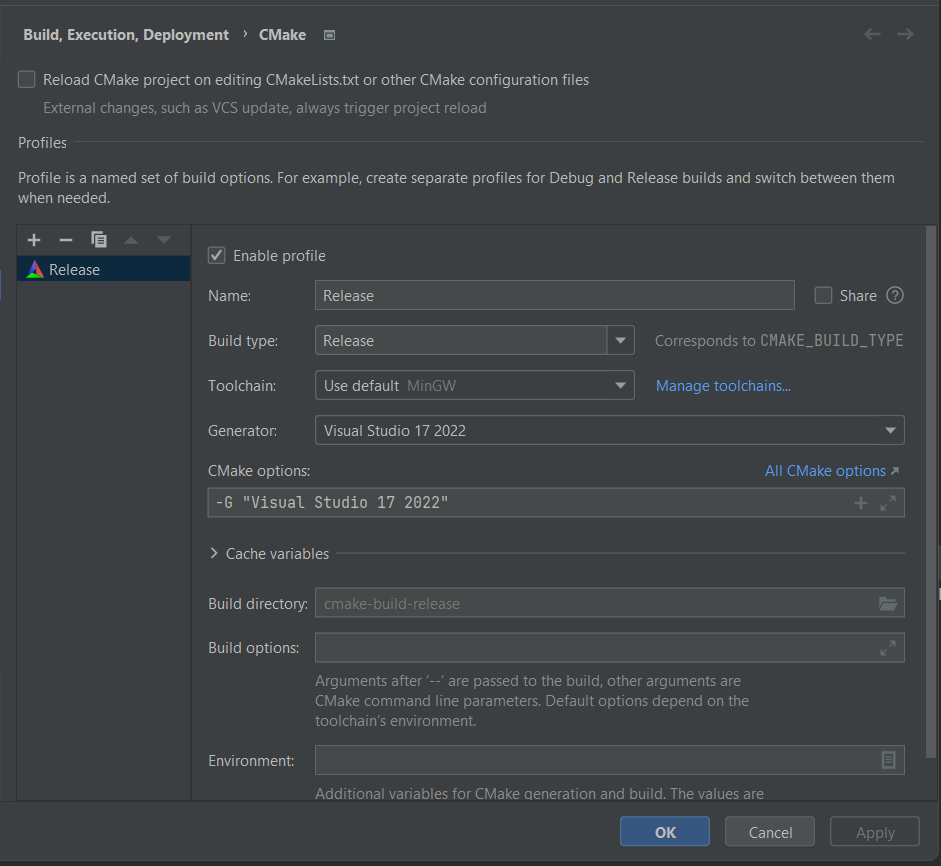 Build, Execution, Deployment › CMake
Reload CMake project on editing CMakeLists.txt or other CMake configuration files
External changes, such as VCS update, always trigger project reload
Profiles
Profile is a named set of build options. For example, create separate profiles for Debug and Release builds and switch between them
when needed.
Release
Enable profile
Name: Release Share ?
Build type: Release Corresponds to CMAKE_BUILD_TYPE
Toolchain: Use default MinGW Manage toolchains...
Generator: Visual Studio 17 2022
CMake options: All CMake options ↗
-G "Visual Studio 17 2022"
Cache variables
Build directory: cmake-build-release
Build options:
Arguments after '--' are passed to the build, other arguments are
CMake command line parameters. Default options depend on the
toolchain's environment.
Environment:
Additional variables for CMake generation and build. The values are
OK Cancel Apply